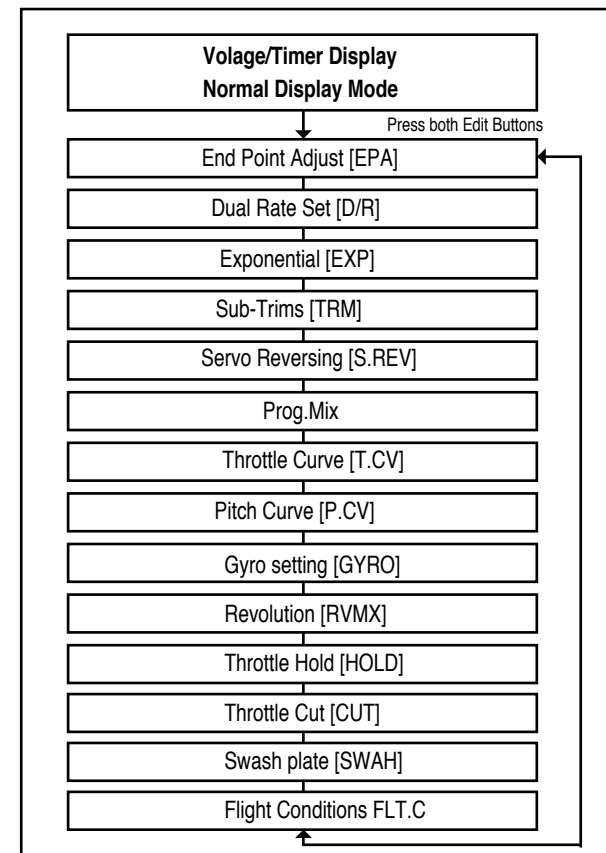 Volage/Timer Display
Normal Display Mode
Press both Edit Buttons
End Point Adjust [EPA]
Dual Rate Set [D/R]
Exponential [EXP]
Sub-Trims [TRM]
Servo Reversing [S.REV]
Prog.Mix
Throttle Curve [T.CV]
Pitch Curve [P.CV]
Gyro setting [GYRO]
Revolution [RVMX]
Throttle Hold [HOLD]
Throttle Cut [CUT]
Swash plate [SWAH]
Flight Conditions FLT.C